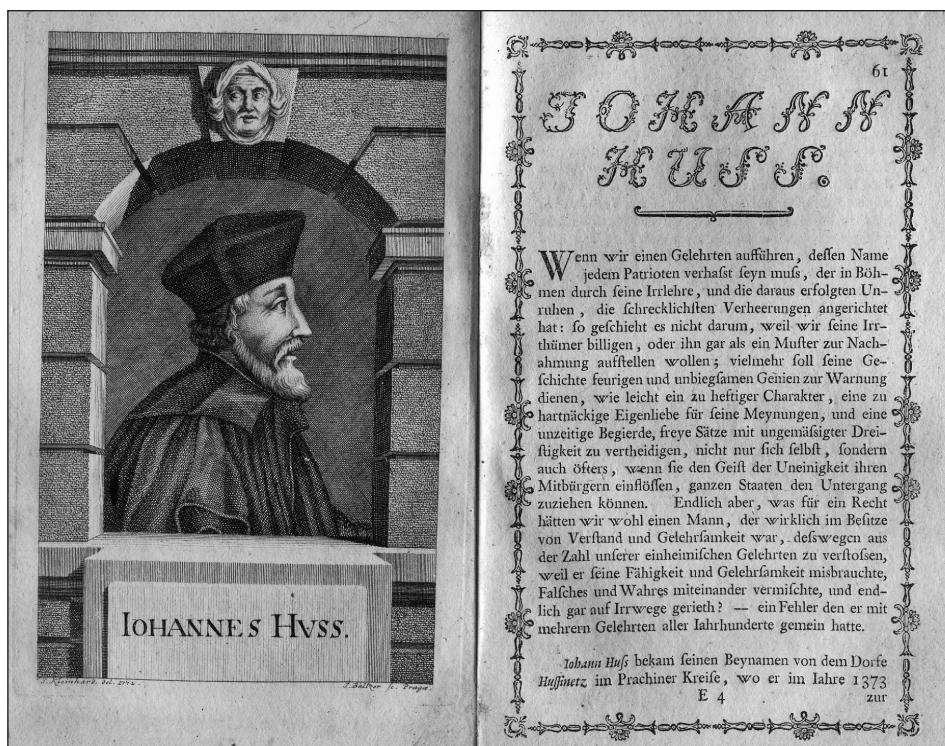 IOHANNES HVSS.
J. Kleinhard. del. 1772.
J. Balzer sc. Pragae.
61
JOHANN
HUSS.
Wenn wir einen Gelehrten aufführen, deſſen Name
jedem Patrioten verhaſst ſeyn muſs, der in Böh-
men durch ſeine Irrlehre, und die daraus erfolgten Un-
ruhen, die ſchrecklichſten Verheerungen angerichtet
hat: ſo geſchieht es nicht darum, weil wir ſeine Irr-
thümer billigen, oder ihn gar als ein Muſter zur Nach-
ahmung aufſtellen wollen; vielmehr ſoll ſeine Ge-
ſchichte feurigen und unbiegſamen Genien zur Warnung
dienen, wie leicht ein zu heftiger Charakter, eine zu
hartnäckige Eigenliebe für ſeine Meynungen, und eine
unzeitige Begierde, freye Sätze mit ungemäſsigter Drei-
ſtigkeit zu vertheidigen, nicht nur ſich ſelbſt, ſondern
auch öfters, wenn ſie den Geiſt der Uneinigkeit ihren
Mitbürgern einflöſſen, ganzen Staaten den Untergang
zuziehen können. Endlich aber, was für ein Recht
hätten wir wohl einen Mann, der wirklich im Beſitze
von Verſtand und Gelehrſamkeit war, deſswegen aus
der Zahl unſerer einheimiſchen Gelehrten zu verſtoſsen,
weil er ſeine Fähigkeit und Gelehrſamkeit misbrauchte,
Falſches und Wahres miteinander vermiſchte, und end-
lich gar auf Irrwege gerieth? — ein Fehler den er mit
mehrern Gelehrten aller Iahrhunderte gemein hatte.
Iohann Huſs bekam ſeinen Beynamen von dem Dorfe
Huſſinetz im Prachiner Kreiſe, wo er im Iahre 1373
E 4
zur